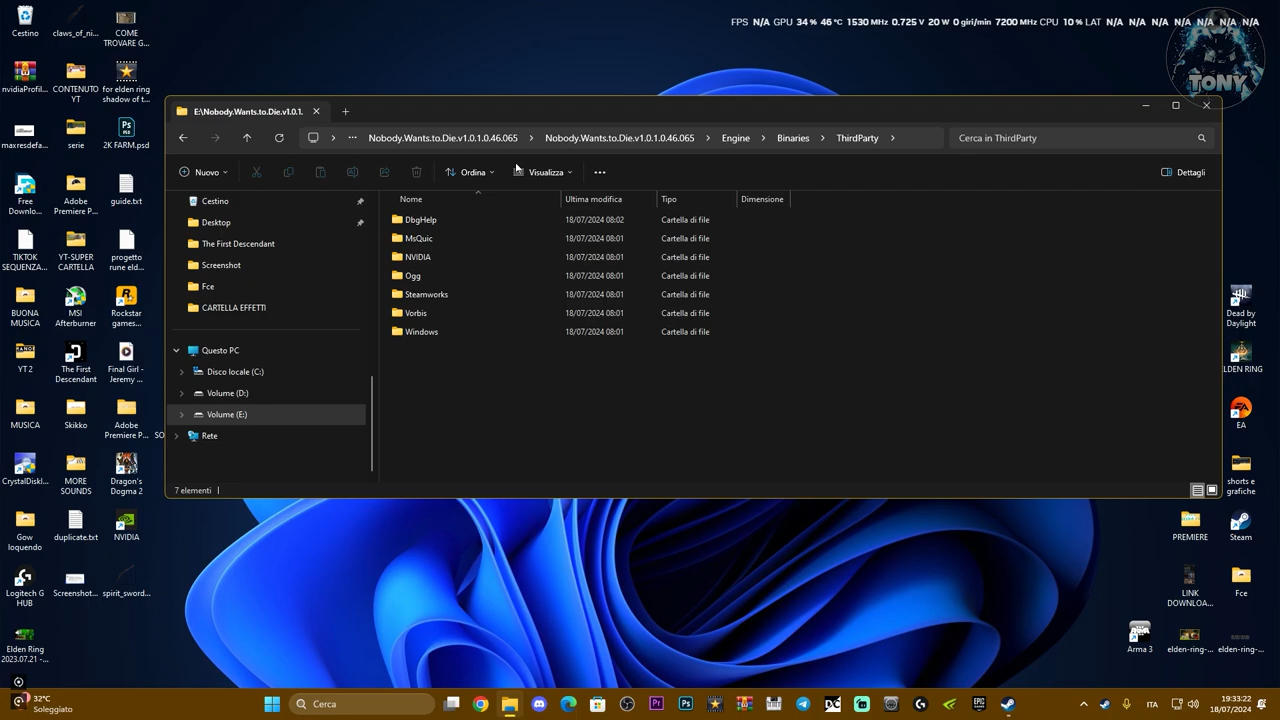 FPS N/A GPU 34 % 46 °C 1530 MHz 0.725 V 20 W 0 giri/min 7200 MHz CPU 10 % LAT N/A N/A N/A N/A N/A N/A N/A
TONY
Cestino
claws_of_ni...
COME
TROVARE G...
nvidiaProfil...
CONTENUTO
YT
for elden ring
shadow of t...
maxresdefa...
serie
2K FARM.psd
Free
Downlo...
Adobe
Premiere P...
guide.txt
TIKTOK
SEQUENZA...
YT-SUPER
CARTELLA
progetto
rune eld...
BUONA
MUSICA
MSI
Afterburner
Rockstar
games...
YT 2
The First
Descendant
Final Girl -
Jeremy ...
MUSICA
Skikko
Adobe
Premiere P...
CrystalDiskI...
MORE
SOUNDS
Dragon's
Dogma 2
Gow
loquendo
duplicate.txt
NVIDIA
Logitech G
HUB
Screenshot...
spirit_sword...
Elden Ring
2023.07.21 -...
E:\Nobody.Wants.to.Die.v1.0.1.
Nobody.Wants.to.Die.v1.0.1.0.46.065
Nobody.Wants.to.Die.v1.0.1.0.46.065
Engine
Binaries
ThirdParty
Cerca in ThirdParty
Nuovo
Ordina
Visualizza
Dettagli
Cestino
Desktop
The First Descendant
Screenshot
Fce
CARTELLA EFFETTI
Questo PC
Disco locale (C:)
Volume (D:)
Volume (E:)
Rete
Nome Ultima modifica Tipo Dimensione
DbgHelp 18/07/2024 08:02 Cartella di file
MsQuic 18/07/2024 08:01 Cartella di file
NVIDIA 18/07/2024 08:01 Cartella di file
Ogg 18/07/2024 08:01 Cartella di file
Steamworks 18/07/2024 08:01 Cartella di file
Vorbis 18/07/2024 08:01 Cartella di file
Windows 18/07/2024 08:01 Cartella di file
7 elementi
Dead by
Daylight
ELDEN RING
EA
shorts e
grafiche
PREMIERE
Steam
LINK
DOWNLOA...
Fce
Arma 3
elden-ring-...
elden-ring-...
32°C
Soleggiato
Cerca
ITA
19:33:22
18/07/2024